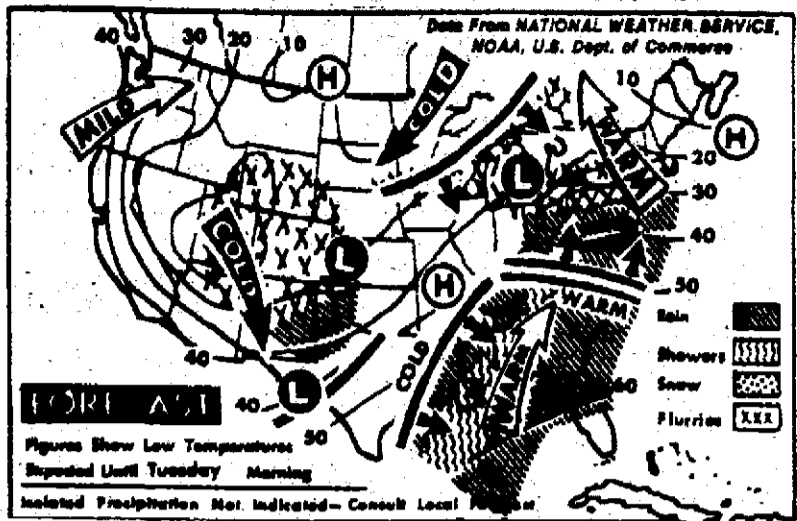 Data From NATIONAL WEATHER SERVICE,
NOAA, U.S. Dept. of Commerce
40
30
20
10
H
COLD
10
H
MILD
WARM
20
L
30
COLD
40
L
H
50
WARM
COLD
WARM
40
L
40
50
60
Rain
Showers
Snow
Flurries
XXX
Figures Show Low Temperatures
Expected Until Tuesday Morning
Isolated Precipitation Not Indicated— Consult Local